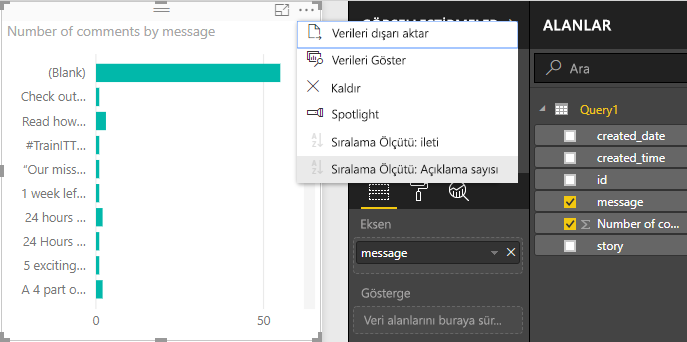 Number of comments by message
(Blank)
Check out...
Read how...
#TrainITT...
“Our miss...
1 week lef...
24 hours ...
24 Hours ...
5 exciting...
A 4 part o...
0
50
Verileri dışarı aktar
Verileri Göster
Kaldır
Spotlight
Sıralama Ölçütü: ileti
Sıralama Ölçütü: Açıklama sayısı
Eksen
message
Gösterge
Veri alanlarını buraya sür...
ALANLAR
Ara
Query1
created_date
created_time
id
message
Number of co...
story